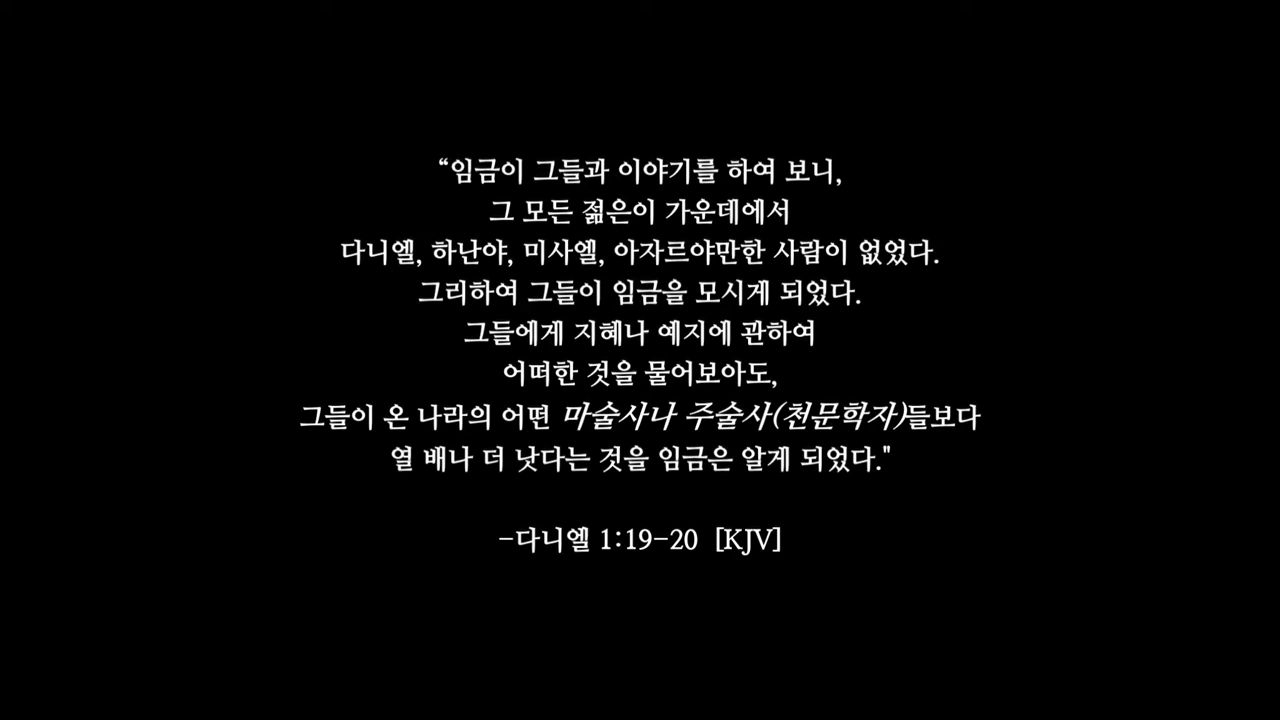 “임금이 그들과 이야기를 하여 보니,
그 모든 젊은이 가운데에서
다니엘, 하난야, 미사엘, 아자르야만한 사람이 없었다.
그리하여 그들이 임금을 모시게 되었다.
그들에게 지혜나 예지에 관하여
어떠한 것을 물어보아도,
그들이 온 나라의 어떤 마술사나 주술사(천문학자)들보다
열 배나 더 낫다는 것을 임금은 알게 되었다."
-다니엘 1:19-20 [KJV]